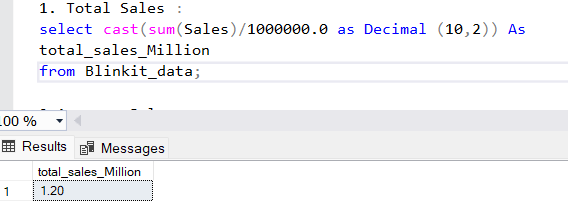 1. Total Sales :
select cast(sum(Sales)/1000000.0 as Decimal (10,2)) As
total_sales_Million
from Blinkit_data;
00 %
Results Messages
total_sales_Million
1 1.20